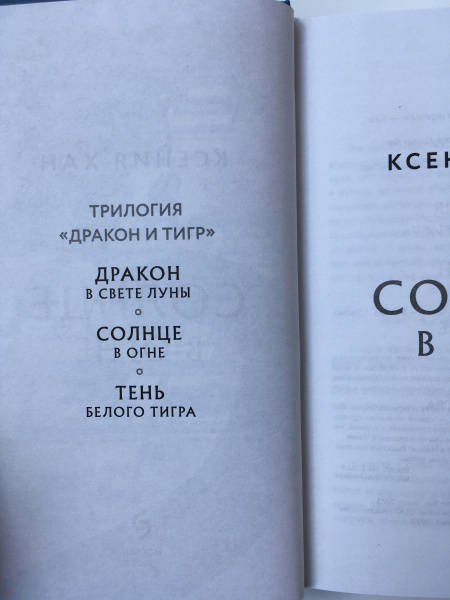 ТРИЛОГИЯ
«ДРАКОН И ТИГР»
ДРАКОН
В СВЕТЕ ЛУНЫ
СОЛНЦЕ
В ОГНЕ
ТЕНЬ
БЕЛОГО ТИГРА
КСЕН
СО
В